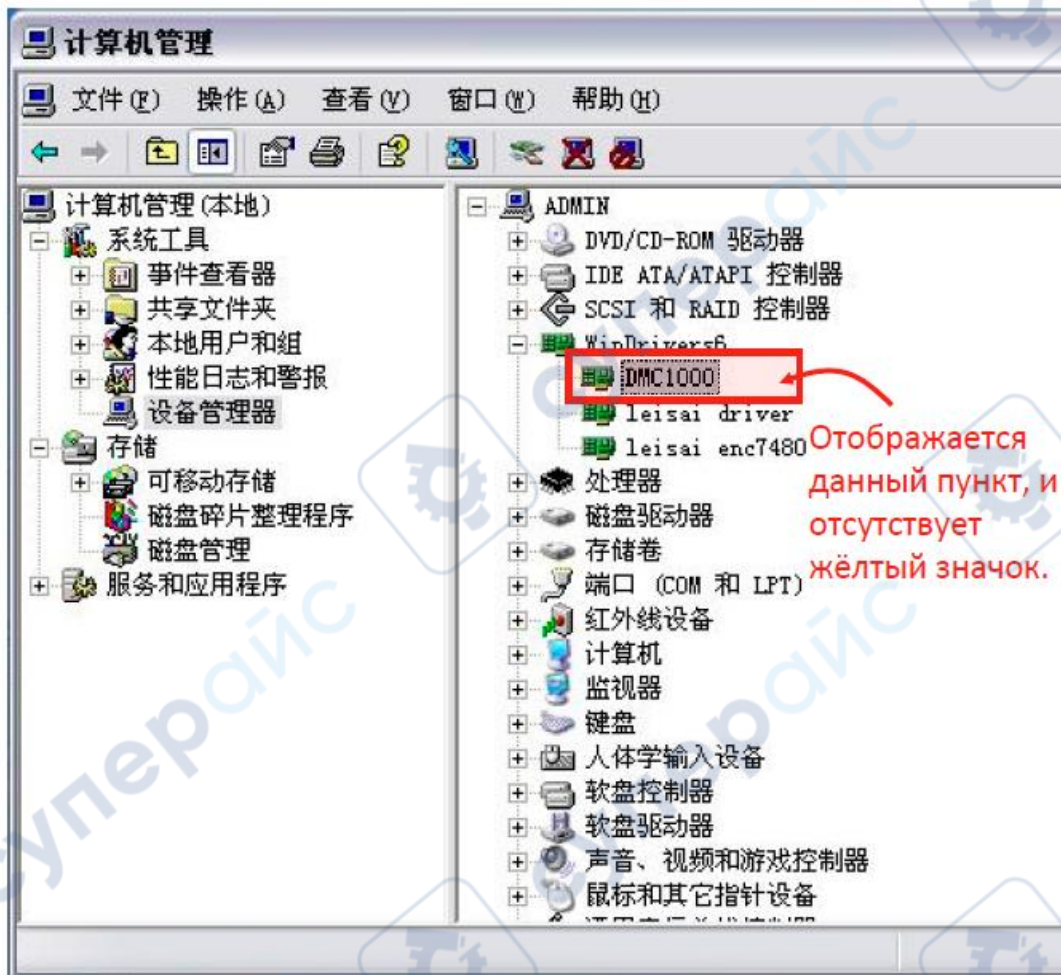 计算机管理
文件(F) 操作(A) 查看(V) 窗口(W) 帮助(H)
计算机管理(本地)
系统工具
事件查看器
共享文件夹
本地用户和组
性能日志和警报
设备管理器
存储
可移动存储
磁盘碎片整理程序
磁盘管理
服务和应用程序
ADMIN
DVD/CD-ROM 驱动器
IDE ATA/ATAPI 控制器
SCSI 和 RAID 控制器
WinDrivers6
DMC1000
leisai driver
leisai enc7480
处理器
磁盘驱动器
存储卷
端口 (COM 和 LPT)
红外线设备
计算机
监视器
键盘
人体学输入设备
软盘控制器
软盘驱动器
声音、视频和游戏控制器
鼠标和其它指针设备
Отображается
данный пункт, и
отсутствует
жёлтый значок.
суперайс
суперайс
суперайс